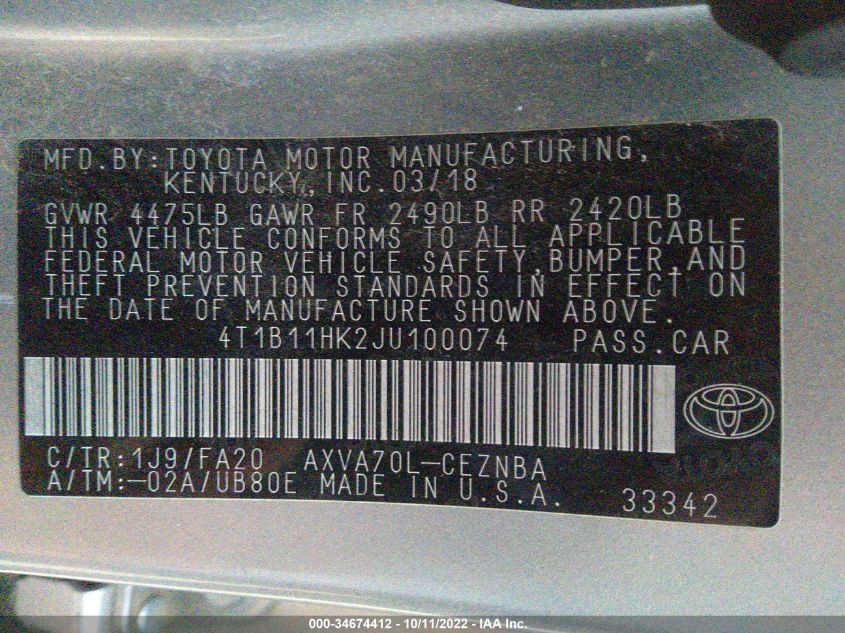 MFD.BY:TOYOTA MOTOR MANUFACTURING,
KENTUCKY,INC.03/18
GVWR 4475LB GAWR FR 2490LB RR 2420LB
THIS VEHICLE CONFORMS TO ALL APPLICABLE
FEDERAL MOTOR VEHICLE SAFETY,BUMPER,AND
THEFT PREVENTION STANDARDS IN EFFECT ON
THE DATE OF MANUFACTURE SHOWN ABOVE.
4T1B11HK2JU100074 PASS.CAR
C/TR:1J9/FA20 AXVA70L-CEZNBA
A/TM:-02A/UB80E MADE IN U.S.A. 33342
000-34674412 - 10/11/2022 - IAA Inc.